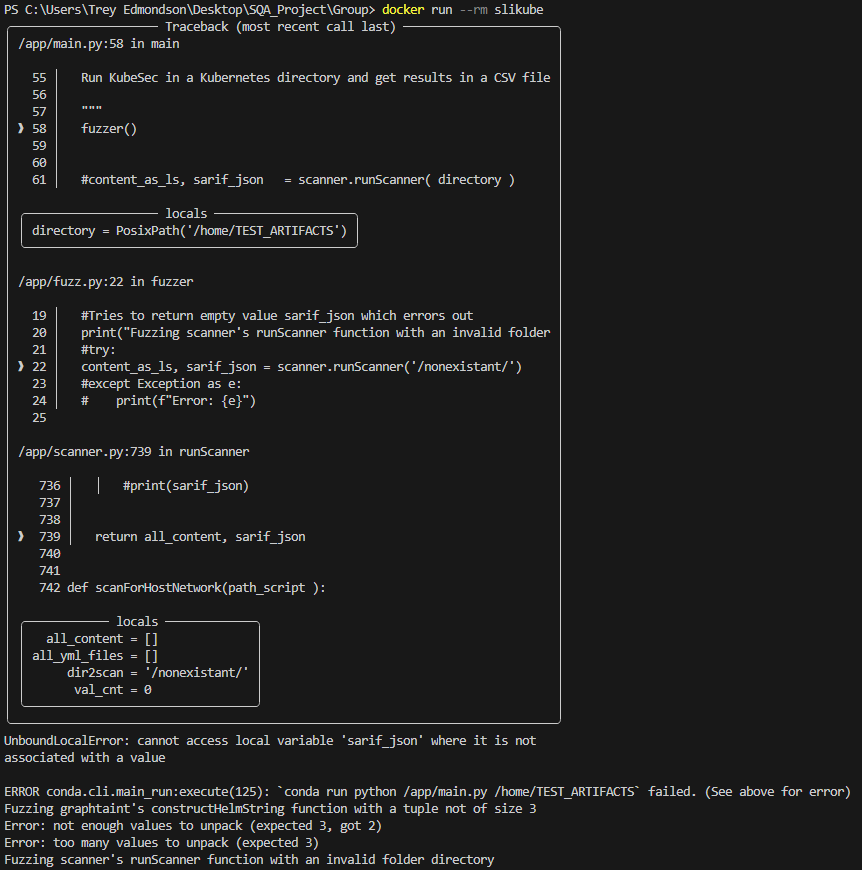 PS C:\Users\Trey Edmondson\Desktop\SQA_Project\Group> docker run --rm slikube
Traceback (most recent call last)
/app/main.py:58 in main
55 Run KubeSec in a Kubernetes directory and get results in a CSV file
56
57 """
❱ 58 fuzzer()
59
60
61 #content_as_ls, sarif_json   = scanner.runScanner( directory )
locals
directory = PosixPath('/home/TEST_ARTIFACTS')
/app/fuzz.py:22 in fuzzer
19 #Tries to return empty value sarif_json which errors out
20 print("Fuzzing scanner's runScanner function with an invalid folder
21 #try:
❱ 22 content_as_ls, sarif_json = scanner.runScanner('/nonexistant/')
23 #except Exception as e:
24 #    print(f"Error: {e}")
25
/app/scanner.py:739 in runScanner
736 #print(sarif_json)
737
738
❱ 739 return all_content, sarif_json
740
741
742 def scanForHostNetwork(path_script ):
locals
all_content = []
all_yml_files = []
dir2scan = '/nonexistant/'
val_cnt = 0
UnboundLocalError: cannot access local variable 'sarif_json' where it is not
associated with a value
ERROR conda.cli.main_run:execute(125): `conda run python /app/main.py /home/TEST_ARTIFACTS` failed. (See above for error)
Fuzzing graphtaint's constructHelmString function with a tuple not of size 3
Error: not enough values to unpack (expected 3, got 2)
Error: too many values to unpack (expected 3)
Fuzzing scanner's runScanner function with an invalid folder directory